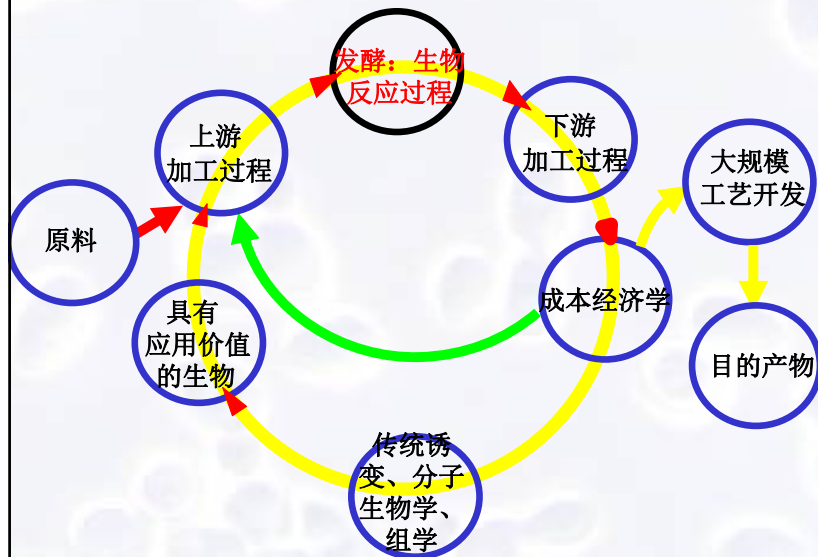 发酵：生物
反应过程
上游
加工过程
下游
加工过程
大规模
工艺开发
原料
成本经济学
具有
应用价值
的生物
目的产物
传统诱
变、分子
生物学、
组学